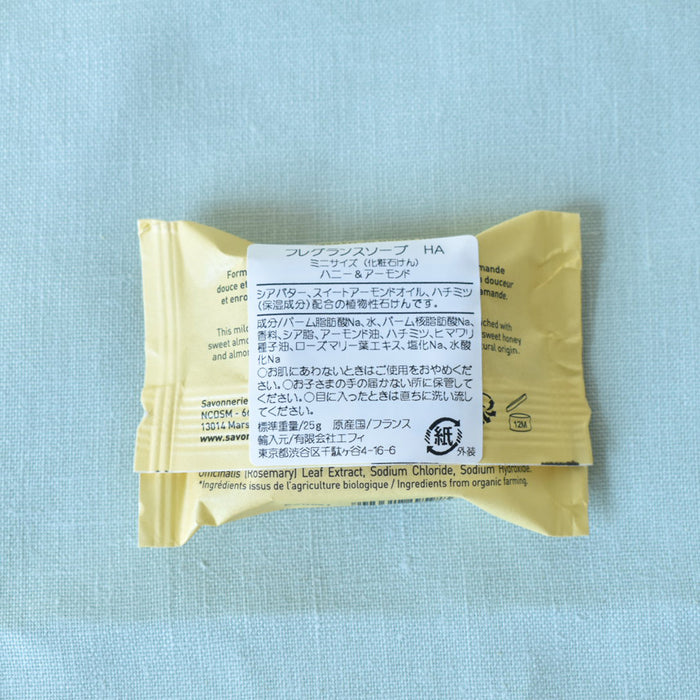 フレグランスソープ HA
ミニサイズ (化粧石けん)
ハニー&アーモンド
シアバター、スイートアーモンドオイル、ハチミツ
(保湿成分)配合の植物性石けんです。
成分/パーム脂肪酸Na、水、パーム核脂肪酸Na、
香料、シア脂、アーモンド油、ハチミツ、ヒマワリ
種子油、ローズマリー葉エキス、塩化Na、水酸
化Na
○お肌にあわないときはご使用をおやめくだ
さい。○お子さまの手の届かない所に保管して
ください。○目に入ったときは直ちに洗い流し
てください。
標準重量/25g 原産国/フランス
輸入元/有限会社エフィ
東京都渋谷区千駄ヶ谷4-16-6
紙
外装
Form
douce et
et enro
This mild
sweet almo
and almo
Savonnerie
NCDSM - 66
13014 Mars
www.savon
mande
a douceur
amande.
nriched with
sweet honey
natural origin.
12M
Officinalis (Rosemary) Leaf Extract, Sodium Chloride, Sodium Hydroxide.
*Ingrédients issus de l'agriculture biologique / Ingredients from organic farming.